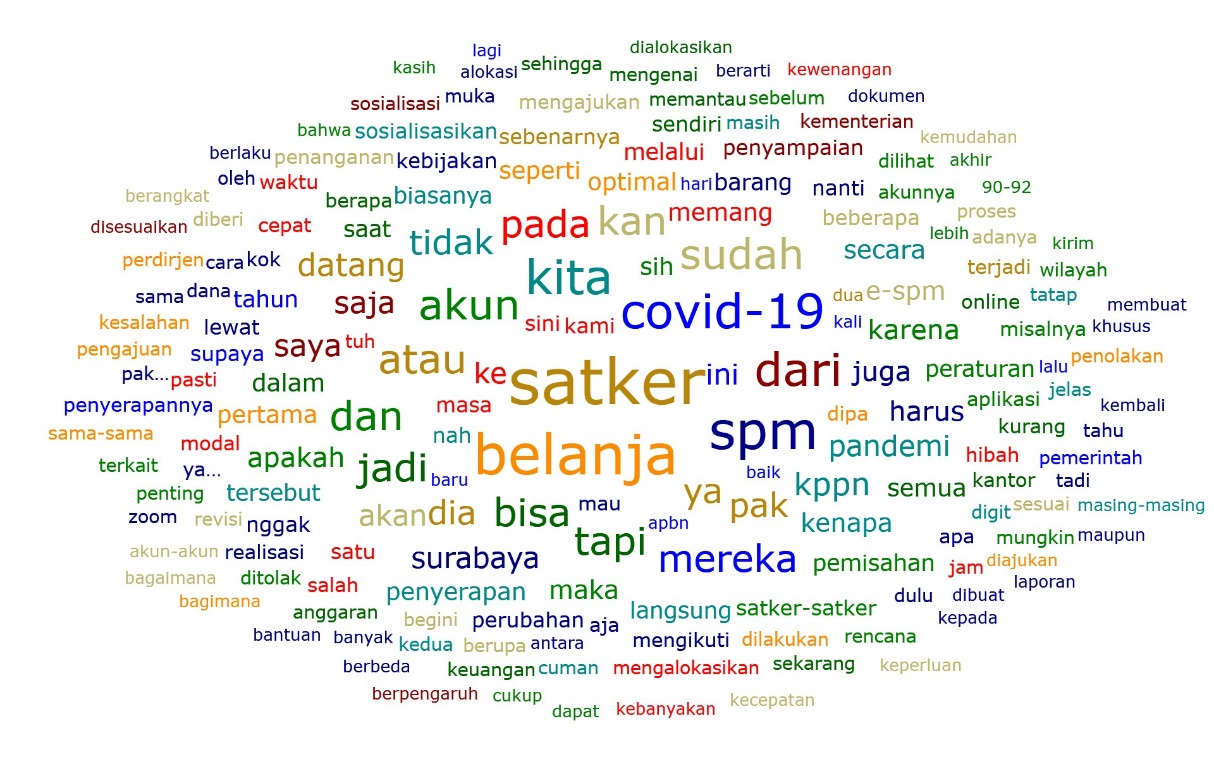 lagi dialokasikan
kasih alokasi sehingga mengenai berarti kewenangan
sosialisasi muka mengajukan memantau sebelum dokumen
bahwa sosialisasikan sebenarnya sendiri masih kementerian kemudahan
berlaku penanganan kebijakan seperti melalui penyampaian dilihat akhir
oleh waktu berapa biasanya optimal hari barang nanti akunnya 90-92
berangkat
disesuaikan diberi cepat saat tidak pada kan memang beberapa lebih adanya proses
perdirjen cara kok datang kita sih sudah secara terjadi wilayah kirim
sama dana tahun saja akun sini kami covid-19 dua e-spm online tatap membuat
kesalahan lewat kali karena misalnya khusus
pengajuan supaya saya tuh atau ke satker ini dari juga peraturan lalu penolakan
pak... pasti dalam masa aplikasi jelas
penyerapannya pertama dan dipa harus kembali
sama-sama modal nah belanja spm pandemi kurang tahu
terkait ya... apakah jadi baru baik kppn hibah pemerintah
penting tersebut ya semua kantor tadi
zoom revisi nggak akan dia bisa mau apbn pak kenapa digit sesuai masing-masing
akun-akun realisasi satu surabaya tapi mereka pemisahan apa mungkin maupun
bagaimana ditolak salah penyerapan maka jam diajukan laporan
bagimana anggaran begini perubahan aja langsung satker-satker dulu dibuat kepada
bantuan banyak kedua berupa antara mengikuti dilakukan rencana
berbeda keuangan cuman mengalokasikan sekarang keperluan
berpengaruh cukup dapat kebanyakan kecepatan